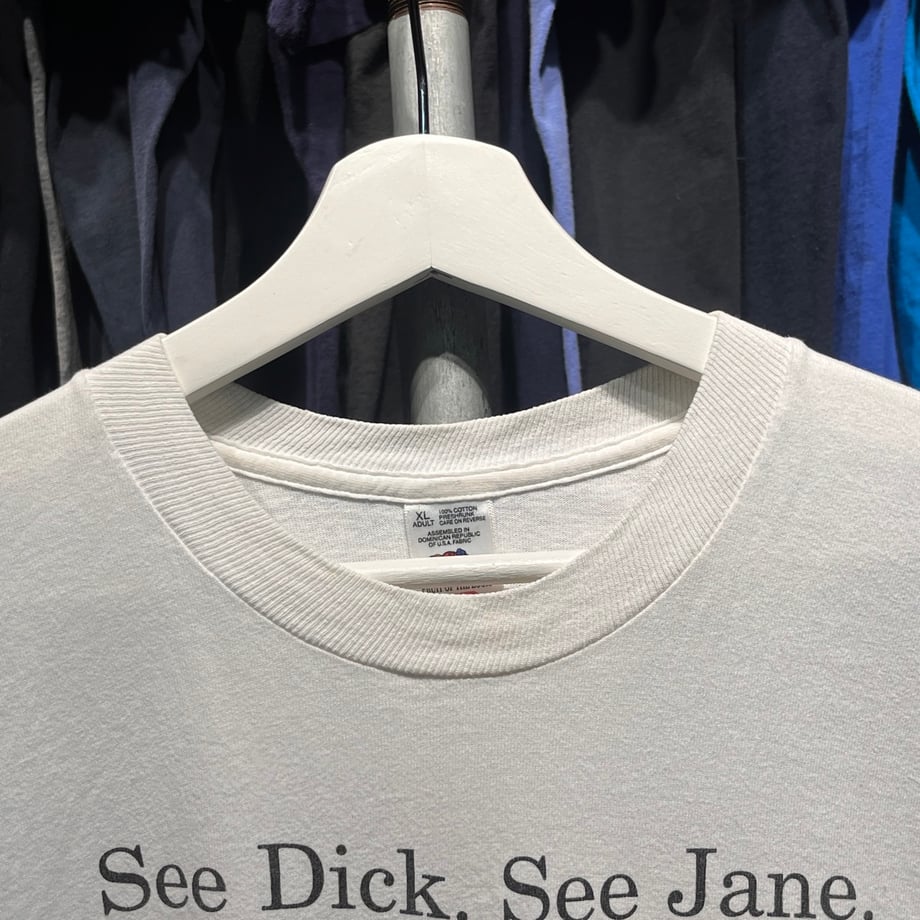 XL
ADULT
100% COTTON
PRESHRUNK
CARE ON REVERSE
ASSEMBLED IN
DOMINICAN REPUBLIC
OF U.S.A. FABRIC
See Dick. See Jane.